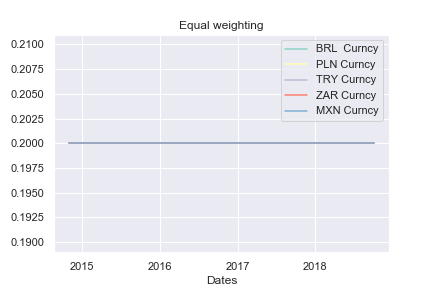 Equal weighting
0.2100
0.2075
0.2050
0.2025
0.2000
0.1975
0.1950
0.1925
0.1900
BRL  Curncy
PLN Curncy
TRY Curncy
ZAR Curncy
MXN Curncy
2015 2016 2017 2018
Dates